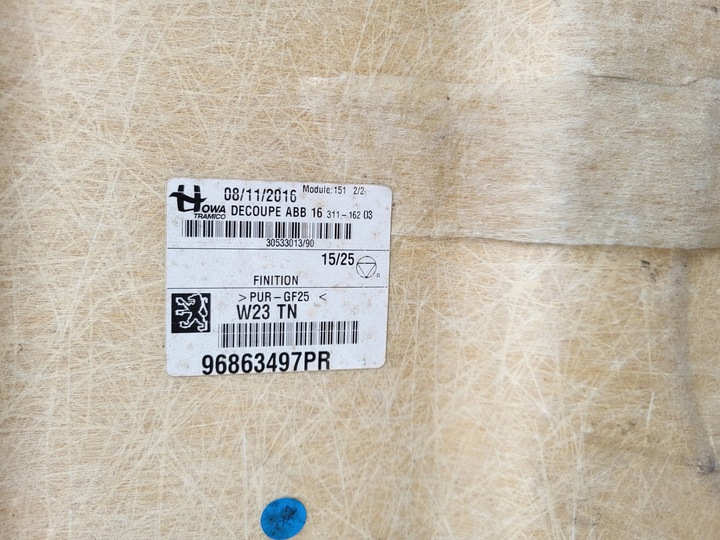 08/11/2016 Module:151 2/2
HOWA TRAMICO DECOUPE ABB 16 311-162 03
30533013/90
15/25
FINITION
>PUR-GF25<
W23 TN
96863497PR